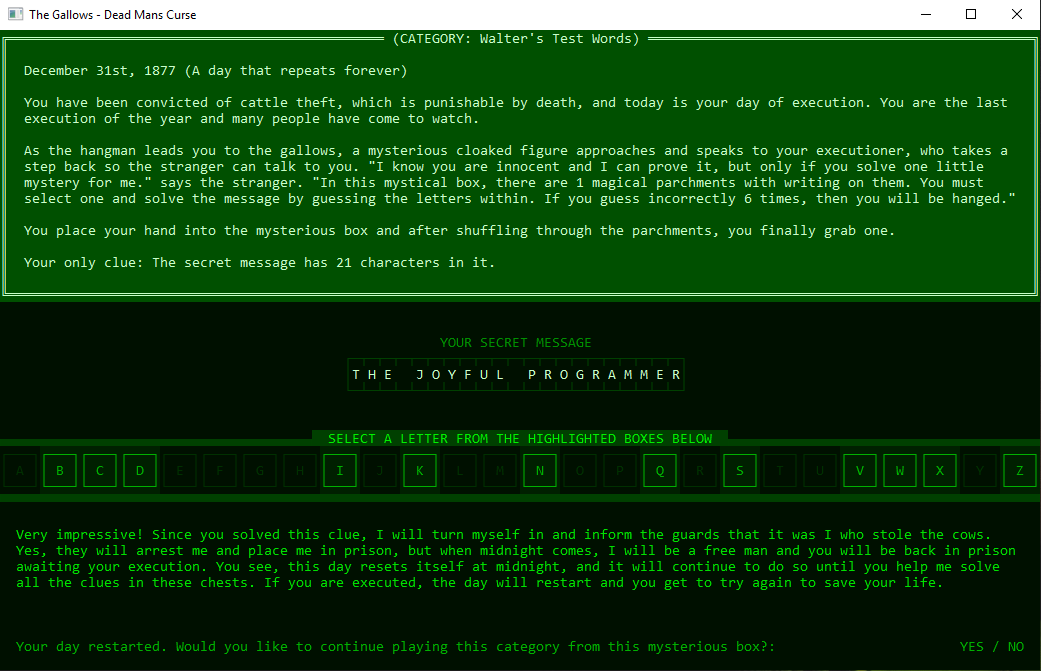 The Gallows - Dead Mans Curse
(CATEGORY: Walter's Test Words)
December 31st, 1877 (A day that repeats forever)
You have been convicted of cattle theft, which is punishable by death, and today is your day of execution. You are the last
execution of the year and many people have come to watch.
As the hangman leads you to the gallows, a mysterious cloaked figure approaches and speaks to your executioner, who takes a
step back so the stranger can talk to you. "I know you are innocent and I can prove it, but only if you solve one little
mystery for me." says the stranger. "In this mystical box, there are 1 magical parchments with writing on them. You must
select one and solve the message by guessing the letters within. If you guess incorrectly 6 times, then you will be hanged."
You place your hand into the mysterious box and after shuffling through the parchments, you finally grab one.
Your only clue: The secret message has 21 characters in it.
YOUR SECRET MESSAGE
THE JOYFUL PROGRAMMER
SELECT A LETTER FROM THE HIGHLIGHTED BOXES BELOW
A B C D E F G H I J K L M N O P Q R S T U V W X Y Z
Very impressive! Since you solved this clue, I will turn myself in and inform the guards that it was I who stole the cows.
Yes, they will arrest me and place me in prison, but when midnight comes, I will be a free man and you will be back in prison
awaiting your execution. You see, this day resets itself at midnight, and it will continue to do so until you help me solve
all the clues in these chests. If you are executed, the day will restart and you get to try again to save your life.
Your day restarted. Would you like to continue playing this category from this mysterious box?: YES / NO